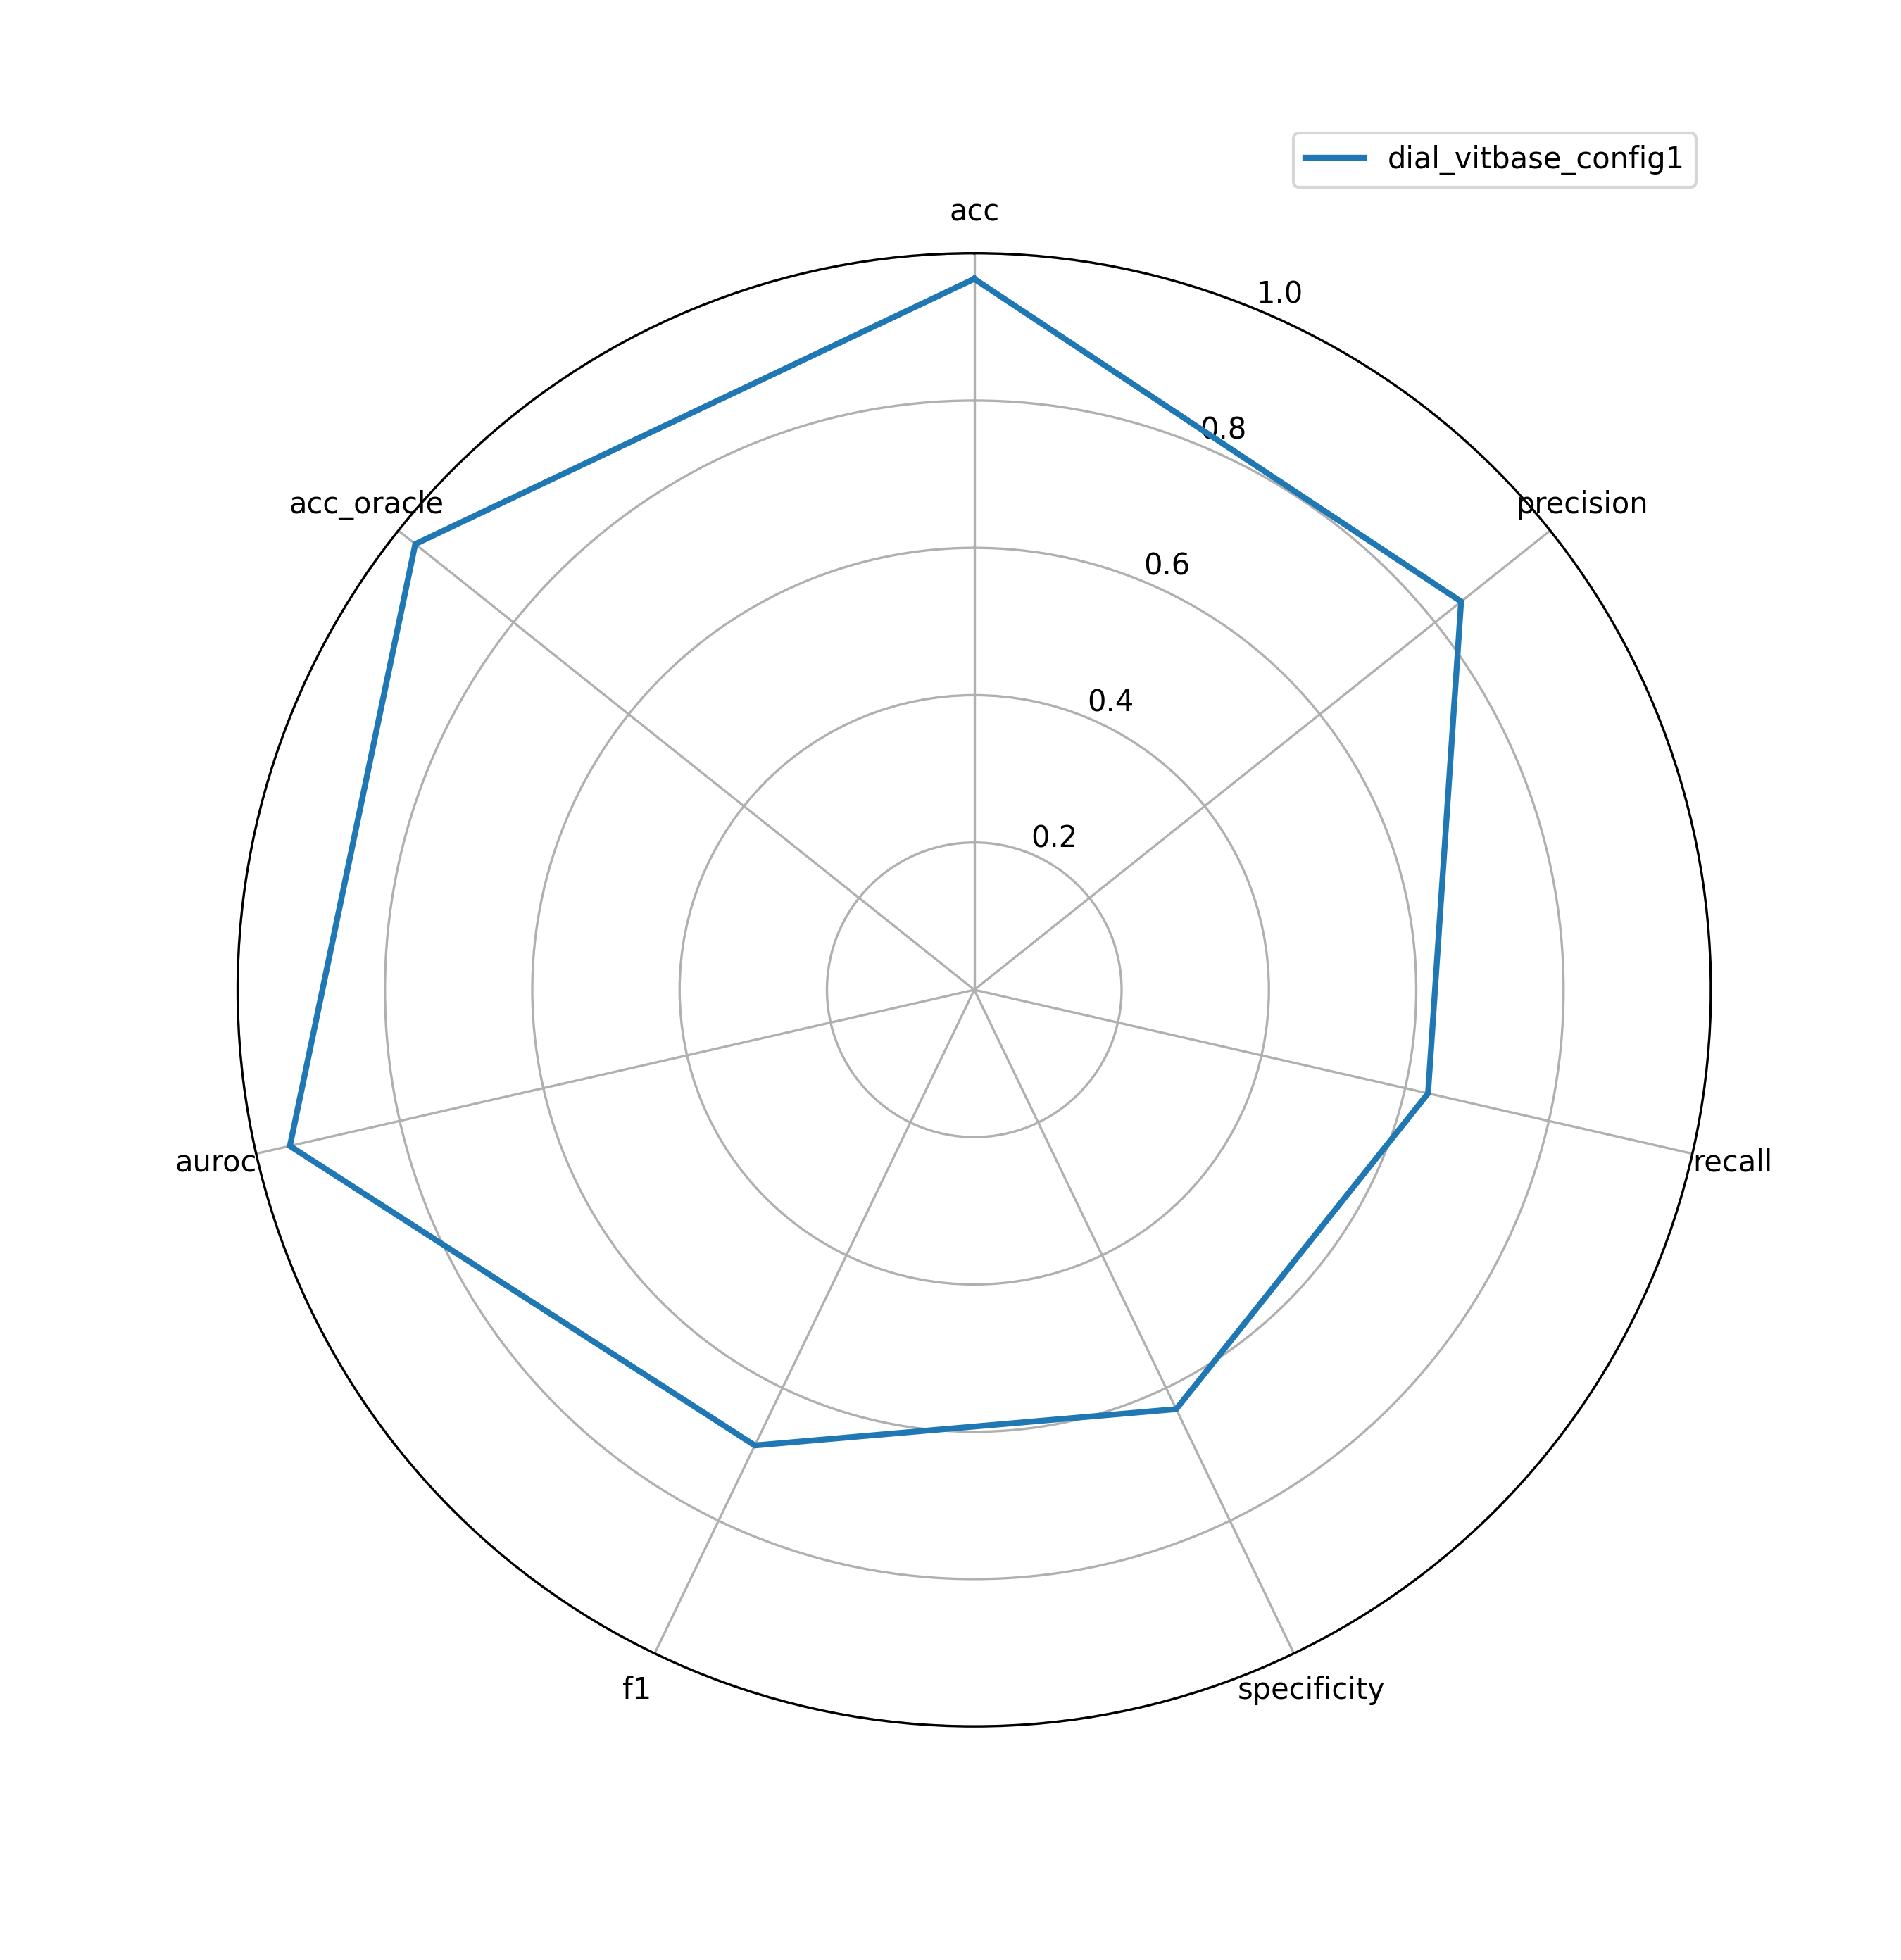 dial_vitbase_config1
acc
1.0
0.8
acc_oracle
precision
0.6
0.4
0.2
auroc
recall
f1
specificity